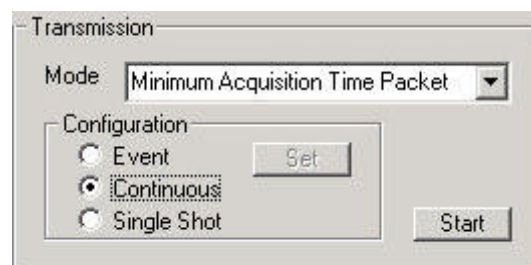 Transmission
Mode Minimum Acquisition Time Packet
Configuration
Event Set
Continuous
Single Shot Start